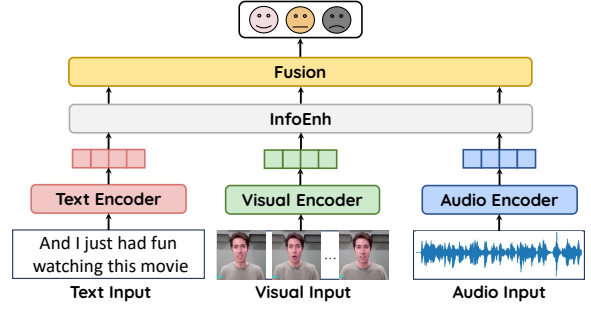 Fusion
InfoEnh
Text Encoder
Visual Encoder
Audio Encoder
And I just had fun
watching this movie
...
Text Input
Visual Input
Audio Input